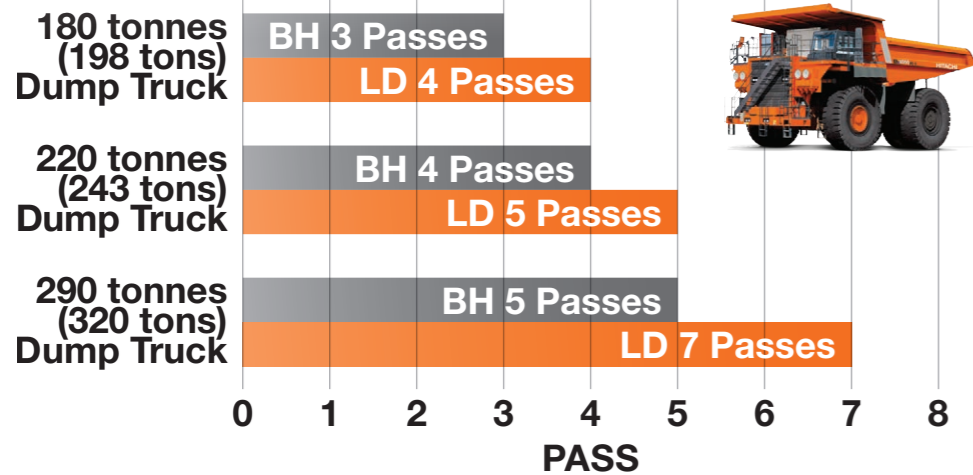 180 tonnes
(198 tons)
Dump Truck
BH 3 Passes
LD 4 Passes
220 tonnes
(243 tons)
Dump Truck
BH 4 Passes
LD 5 Passes
290 tonnes
(320 tons)
Dump Truck
BH 5 Passes
LD 7 Passes
0 1 2 3 4 5 6 7 8
PASS
HITACHI